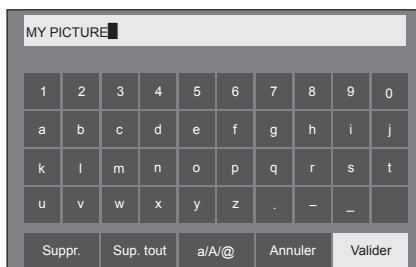 MY PICTURE
1 2 3 4 5 6 7 8 9 0
a b c d e f g h i j
k l m n o p q r s t
u v w x y z . – _
Suppr. Sup. tout a/A/@ Annuler Valider